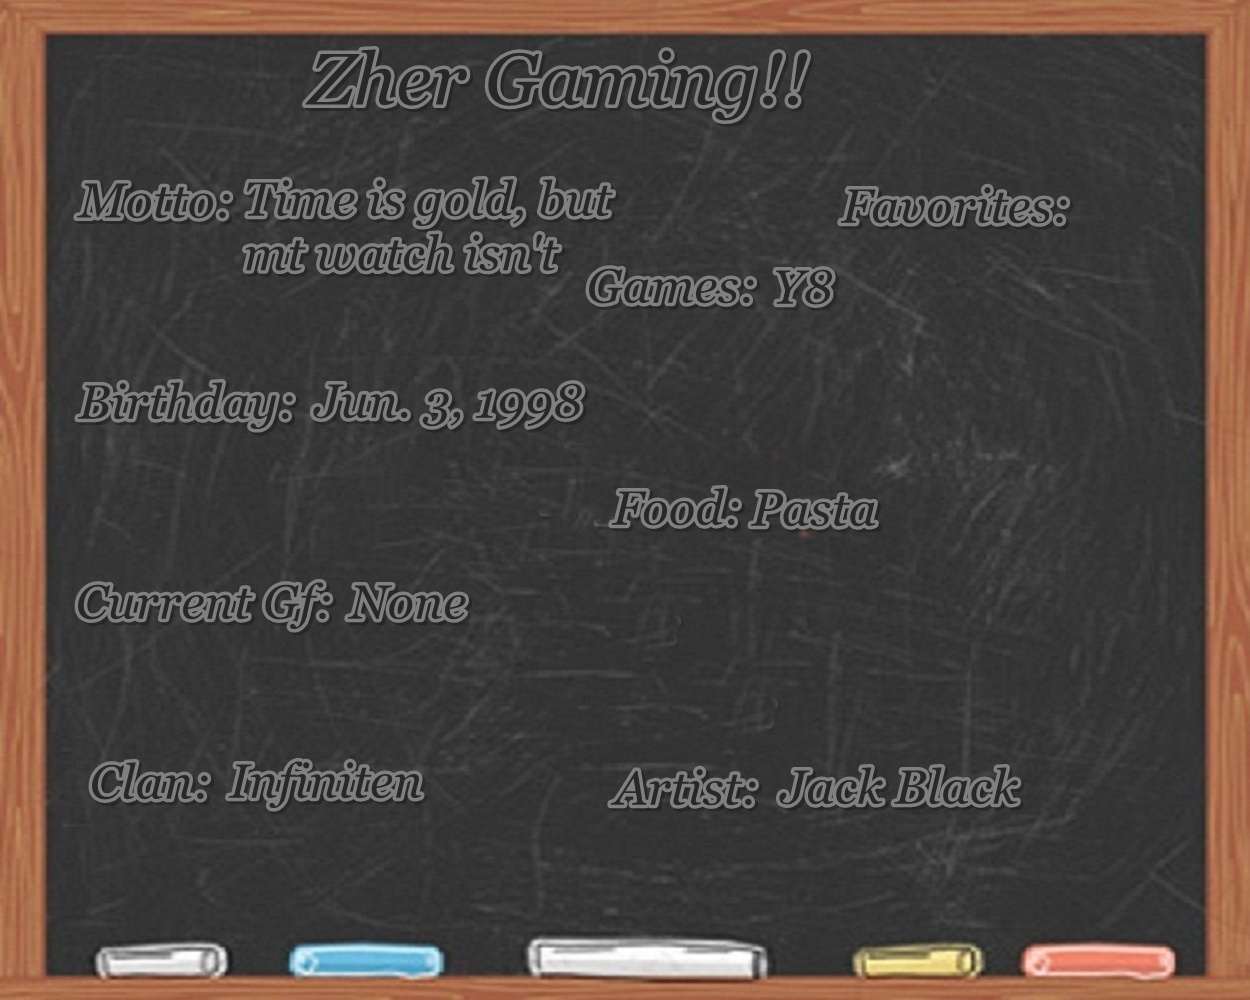 Zher Gaming!!
Motto: Time is gold, but
mt watch isn't
Favorites:
Games: Y8
Birthday: Jun. 3, 1998
Food: Pasta
Current Gf: None
Clan: Infiniten
Artist: Jack Black